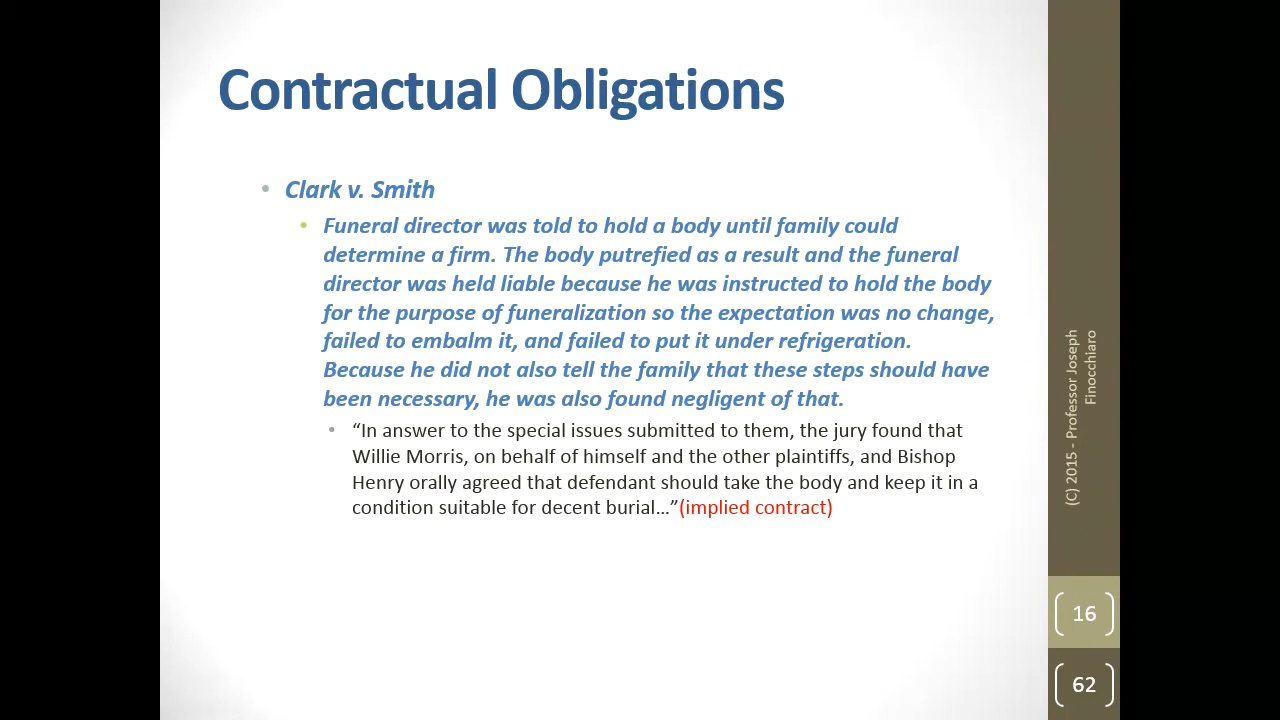 Contractual Obligations
• Clark v. Smith
• Funeral director was told to hold a body until family could
determine a firm. The body putrefied as a result and the funeral
director was held liable because he was instructed to hold the body
for the purpose of funeralization so the expectation was no change,
failed to embalm it, and failed to put it under refrigeration.
Because he did not also tell the family that these steps should have
been necessary, he was also found negligent of that.
• “In answer to the special issues submitted to them, the jury found that
Willie Morris, on behalf of himself and the other plaintiffs, and Bishop
Henry orally agreed that defendant should take the body and keep it in a
condition suitable for decent burial…”(implied contract)
(C) 2015 - Professor Joseph
Finocchiaro
16
62